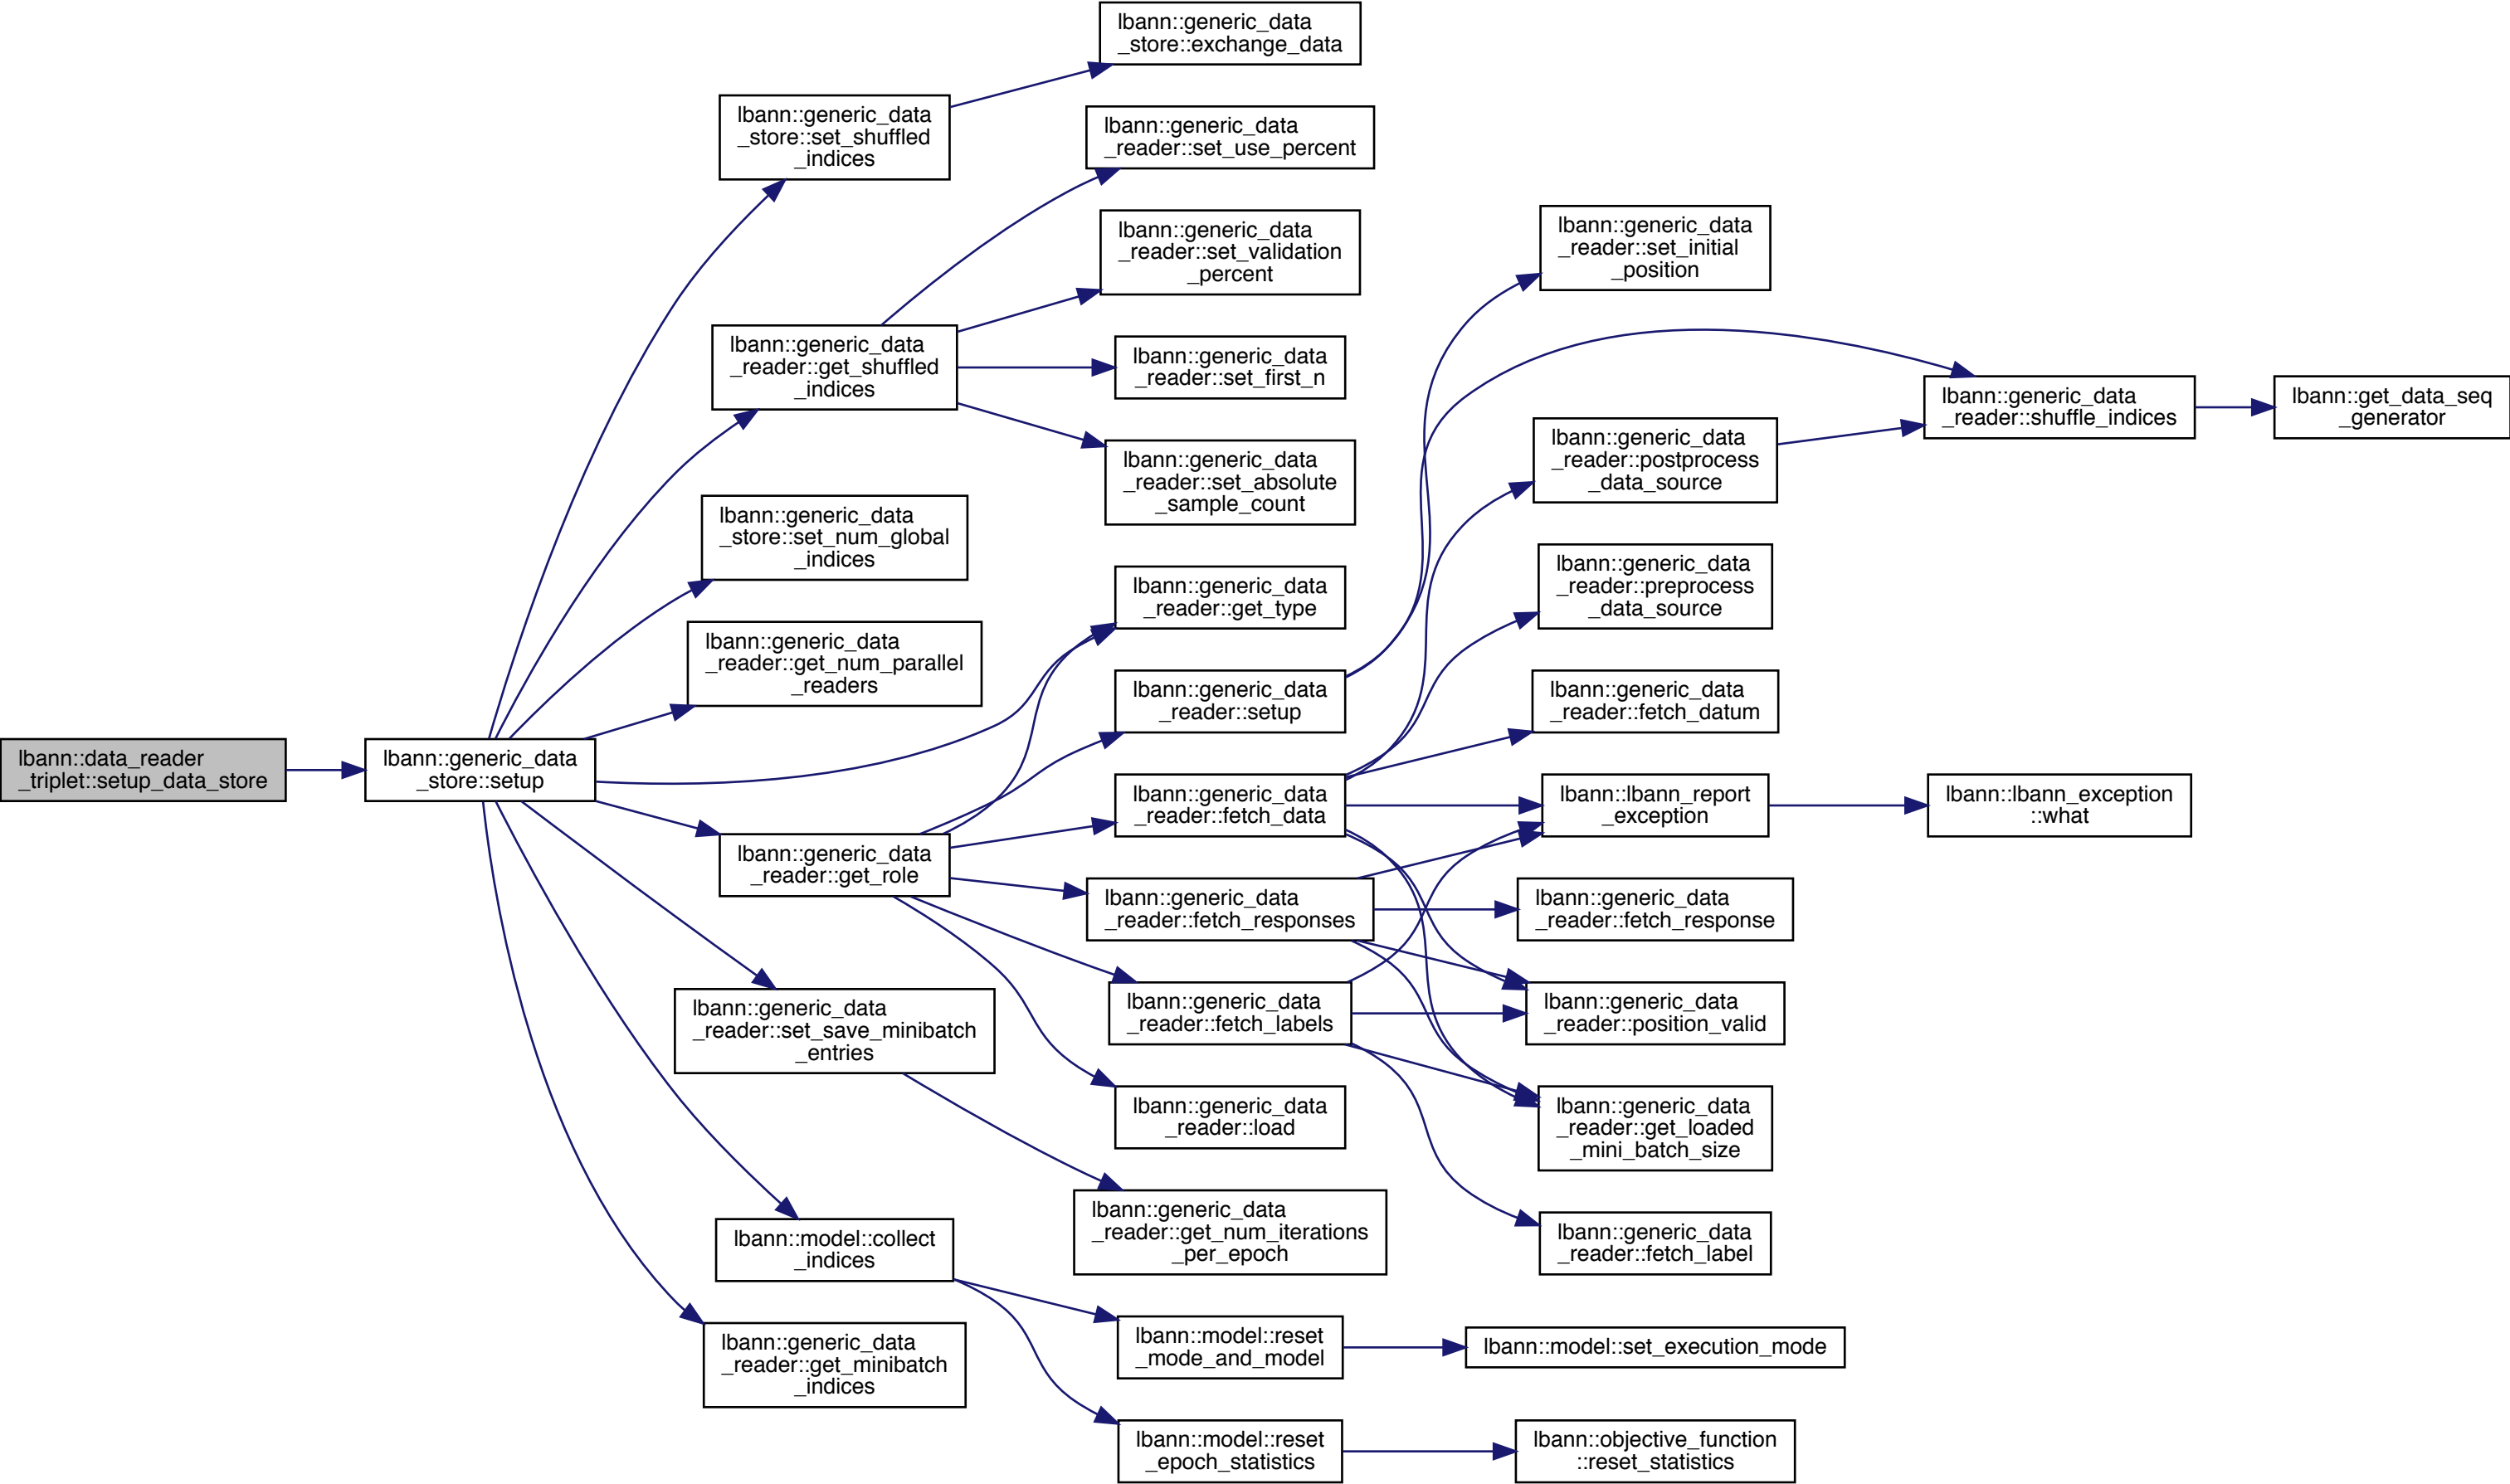 lbann::data_reader
_triplet::setup_data_store
lbann::generic_data
_store::setup
lbann::generic_data
_store::set_shuffled
_indices
lbann::generic_data
_reader::get_shuffled
_indices
lbann::generic_data
_store::set_num_global
_indices
lbann::generic_data
_reader::get_num_parallel
_readers
lbann::generic_data
_reader::get_role
lbann::generic_data
_reader::set_save_minibatch
_entries
lbann::model::collect
_indices
lbann::generic_data
_reader::get_minibatch
_indices
lbann::generic_data
_store::exchange_data
lbann::generic_data
_reader::set_use_percent
lbann::generic_data
_reader::set_validation
_percent
lbann::generic_data
_reader::set_first_n
lbann::generic_data
_reader::set_absolute
_sample_count
lbann::generic_data
_reader::get_type
lbann::generic_data
_reader::setup
lbann::generic_data
_reader::fetch_data
lbann::generic_data
_reader::fetch_responses
lbann::generic_data
_reader::fetch_labels
lbann::generic_data
_reader::load
lbann::generic_data
_reader::get_num_iterations
_per_epoch
lbann::model::reset
_mode_and_model
lbann::model::reset
_epoch_statistics
lbann::generic_data
_reader::set_initial
_position
lbann::generic_data
_reader::postprocess
_data_source
lbann::generic_data
_reader::preprocess
_data_source
lbann::generic_data
_reader::fetch_datum
lbann::lbann_report
_exception
lbann::generic_data
_reader::fetch_response
lbann::generic_data
_reader::position_valid
lbann::generic_data
_reader::get_loaded
_mini_batch_size
lbann::generic_data
_reader::fetch_label
lbann::model::set_execution_mode
lbann::objective_function
::reset_statistics
lbann::generic_data
_reader::shuffle_indices
lbann::lbann_exception
::what
lbann::get_data_seq
_generator